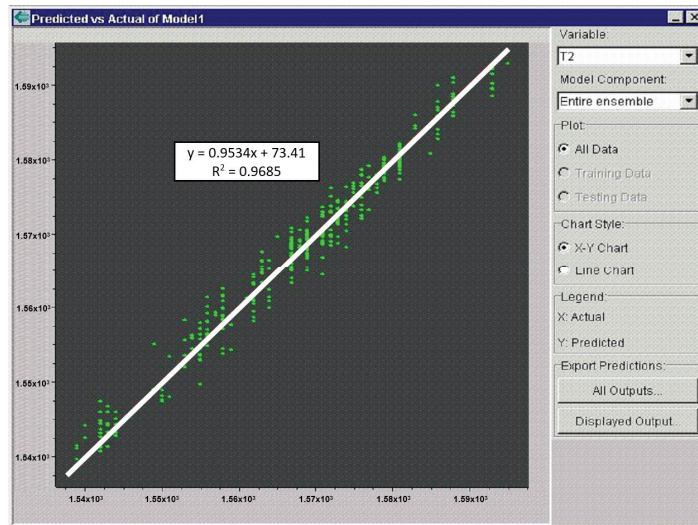 Predicted vs Actual of Model1
y = 0.9534x + 73.41
R² = 0.9685
1.59x10³
1.58x10³
1.57x10³
1.56x10³
1.55x10³
1.54x10³
1.54x10³ 1.55x10³ 1.56x10³ 1.57x10³ 1.58x10³ 1.59x10³
Variable:
T2
Model Component:
Entire ensemble
Plot:
All Data
Training Data
Testing Data
Chart Style:
X-Y Chart
Line Chart
Legend:
X: Actual
Y: Predicted
Export Predictions:
All Outputs...
Displayed Output...